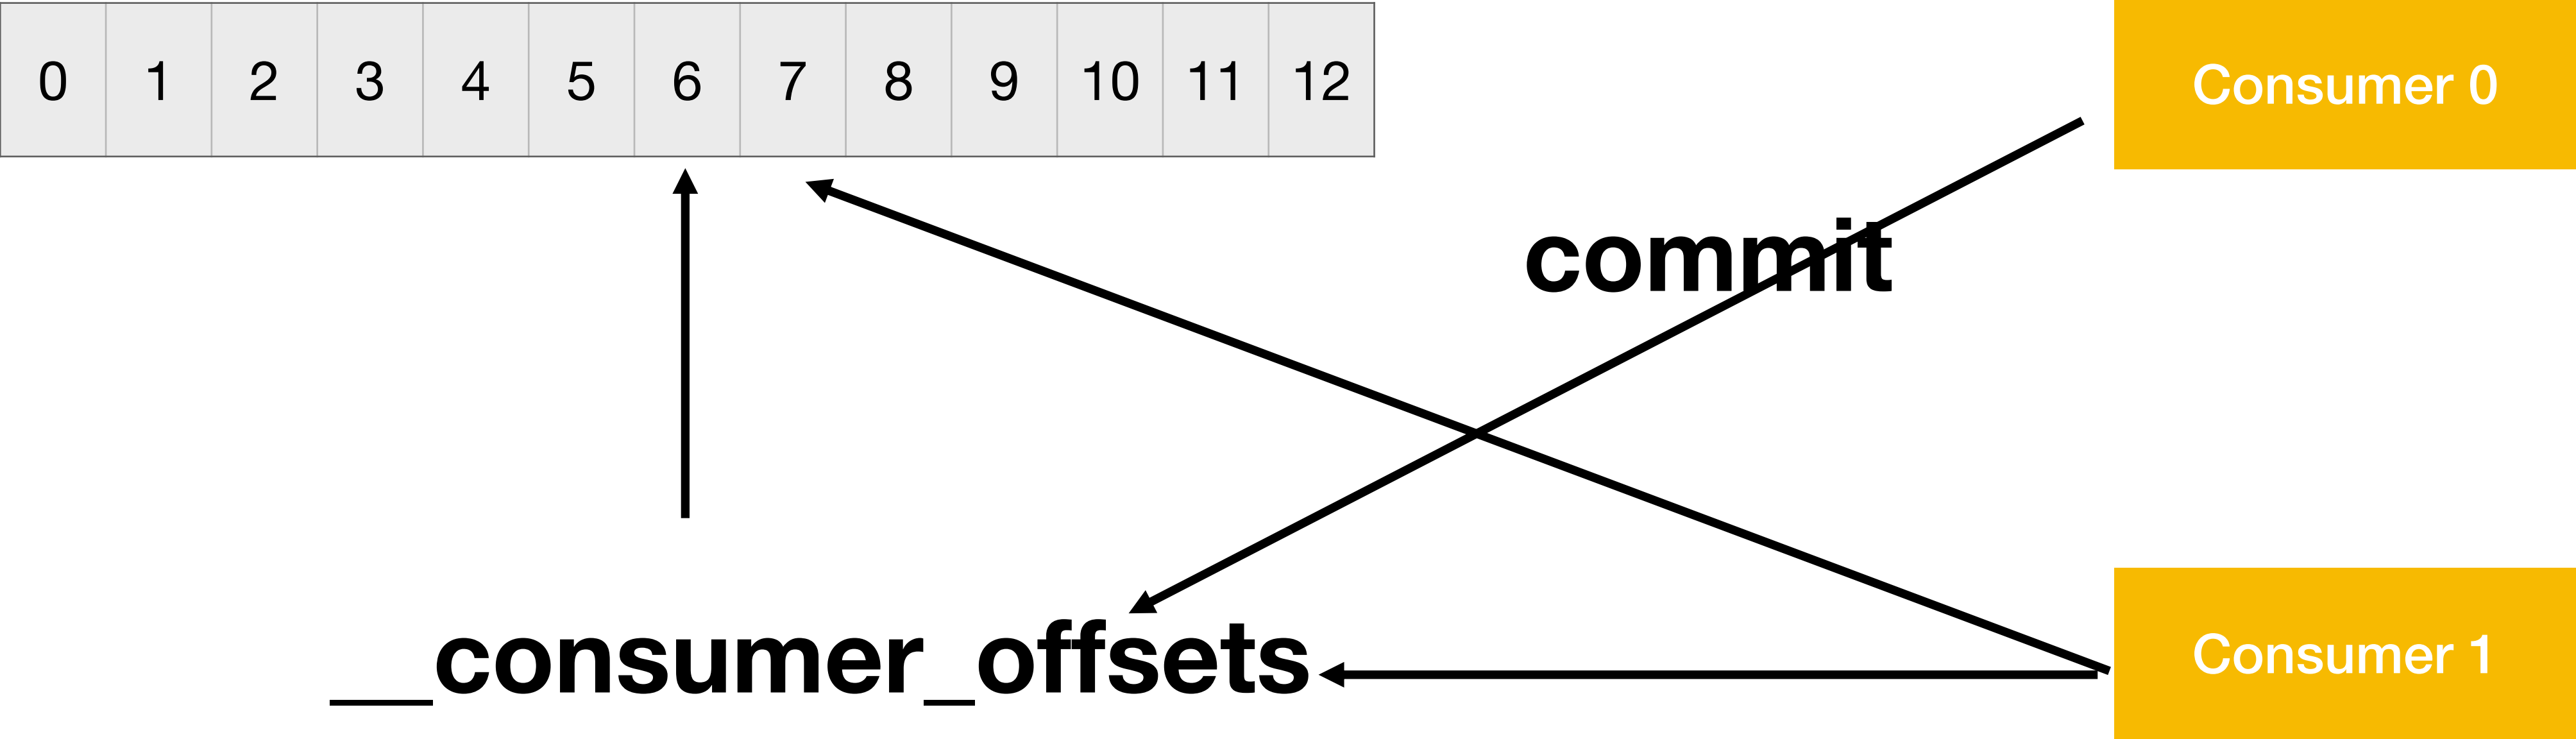 0 1 2 3 4 5 6 7 8 9 10 11 12
Consumer 0
commit
__consumer_offsets
Consumer 1